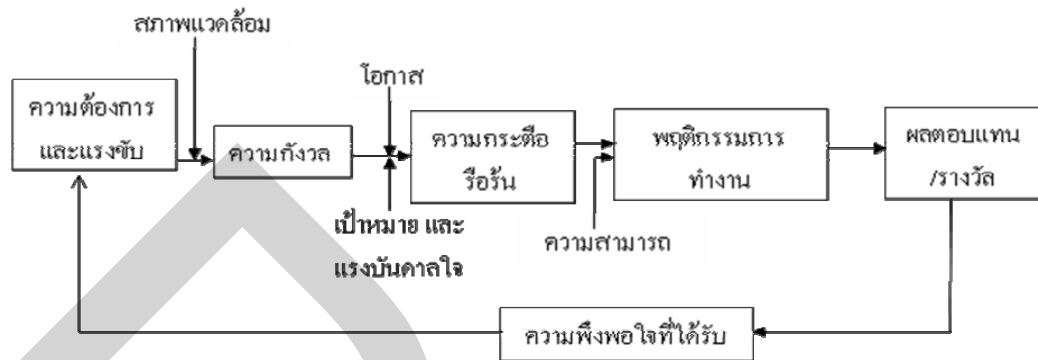 สภาพแวดล้อม
โอกาส
ความต้องการ
และแรงขับ
ความกังวล
ความกระตือ
รือร้น
พฤติกรรมการ
ทำงาน
ผลตอบแทน
/รางวัล
เป้าหมาย และ
แรงบันดาลใจ
ความสามารถ
ความพึงพอใจที่ได้รับ